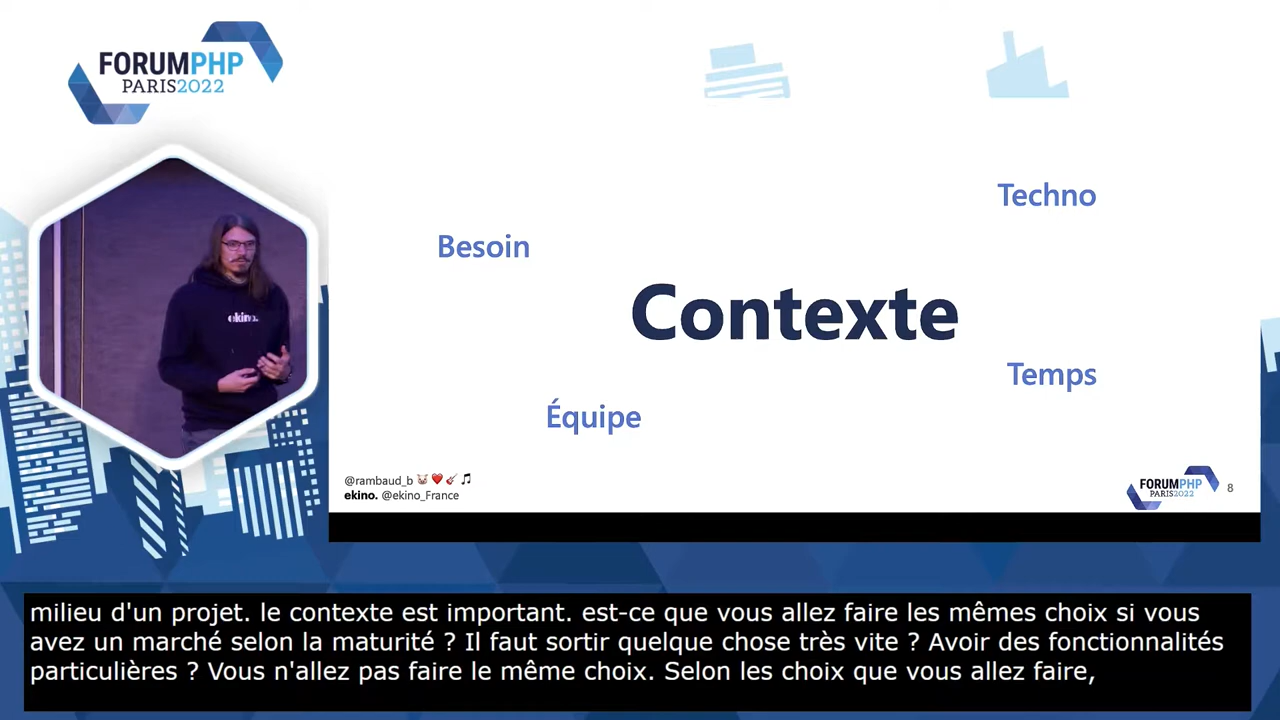 FORUMPHP
PARIS2022
Techno
Besoin
Contexte
Temps
Équipe
ekino.
@rambaud_b 🐱❤️🎸🎵
ekino. @ekino_France
FORUMPHP
PARIS2022
8
milieu d'un projet. le contexte est important. est-ce que vous allez faire les mêmes choix si vous
avez un marché selon la maturité ? Il faut sortir quelque chose très vite ? Avoir des fonctionnalités
particulières ? Vous n'allez pas faire le même choix. Selon les choix que vous allez faire,